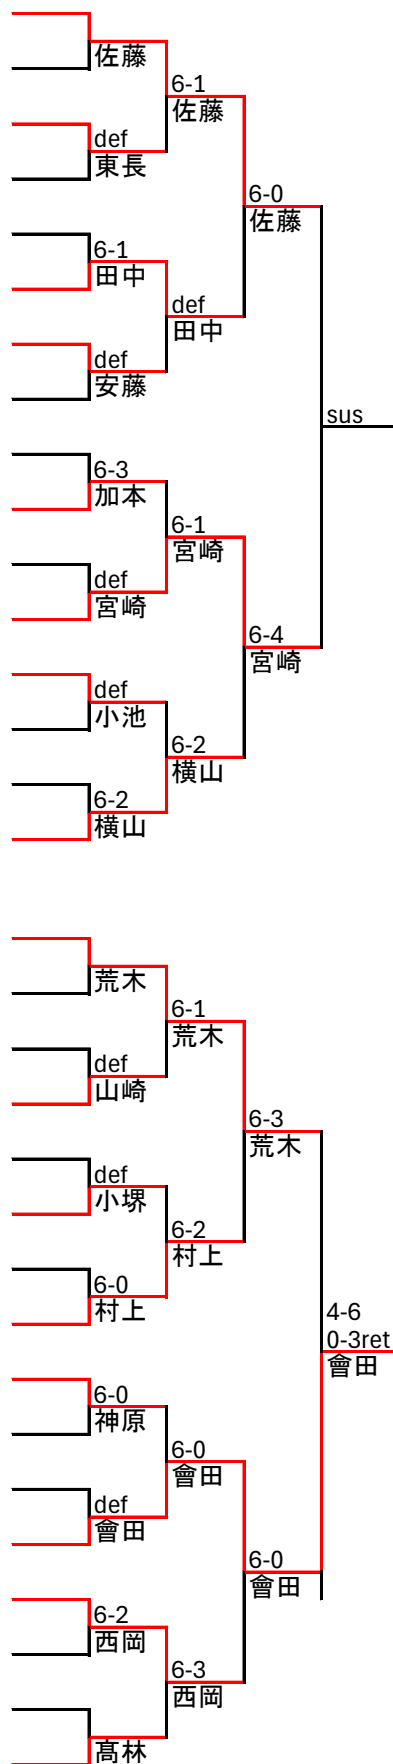 佐藤
6-1
佐藤
def
東長
6-0
佐藤
6-1
田中
def
田中
def
安藤
sus
6-3
加本
6-1
宮崎
def
宮崎
6-4
宮崎
def
小池
6-2
横山
6-2
横山
荒木
6-1
荒木
def
山崎
6-3
荒木
def
小堺
6-2
村上
6-0
村上
4-6
0-3ret
會田
6-0
神原
6-0
會田
def
會田
6-0
會田
6-2
西岡
6-3
西岡
髙林